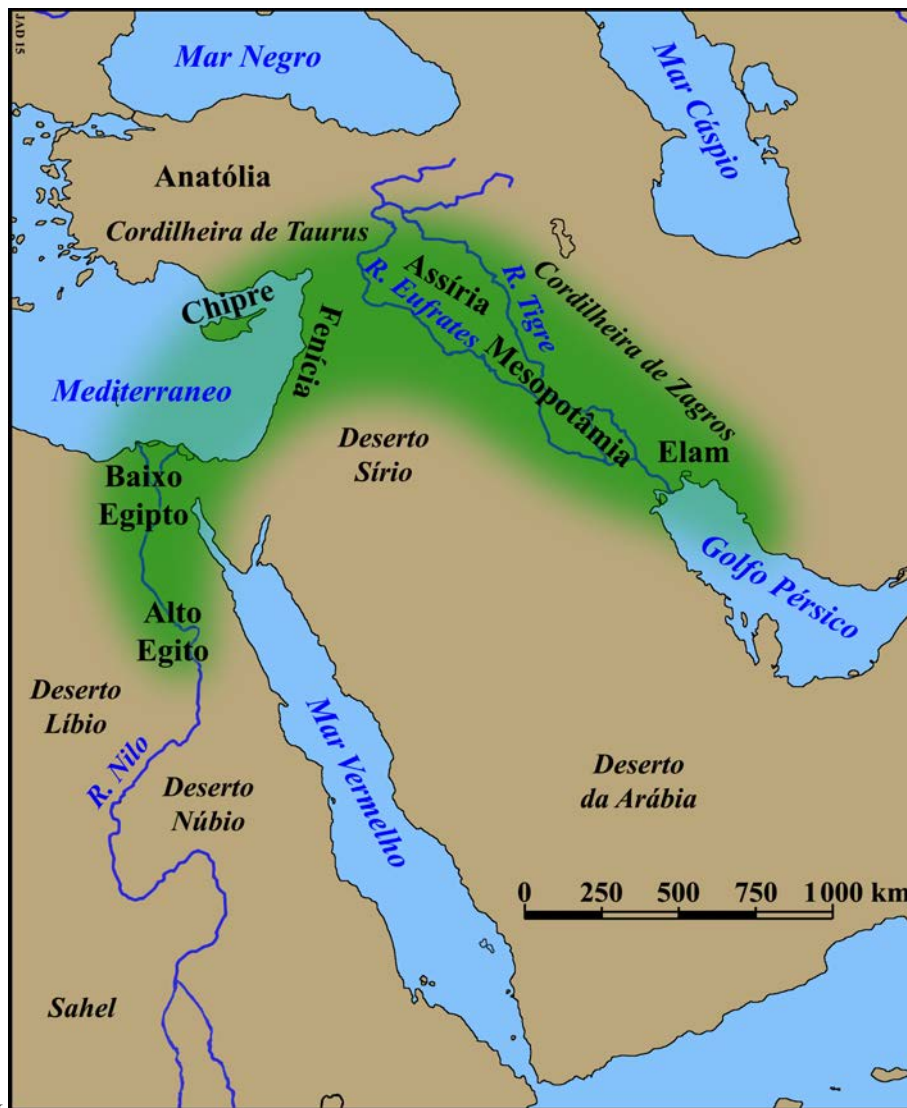 JAD 15
Mar Negro
Mar Cáspio
Anatólia
Cordilheira de Taurus
Assíria
R. Eufrates
R. Tigre
Cordilheira de Zagros
Chipre
Fenícia
Mesopotâmia
Mediterraneo
Deserto
Sírio
Elam
Baixo
Egipto
Golfo Pérsico
Alto
Egito
Deserto
Líbio
R. Nilo
Deserto
Núbio
Mar Vermelho
Deserto
da Arábia
0 250 500 750 1000 km
Sahel